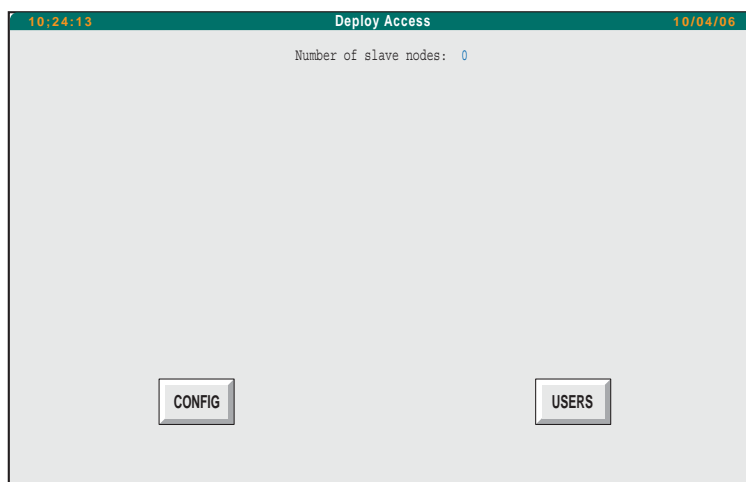 10;24:13 Deploy Access 10/04/06
Number of slave nodes: 0
CONFIG USERS